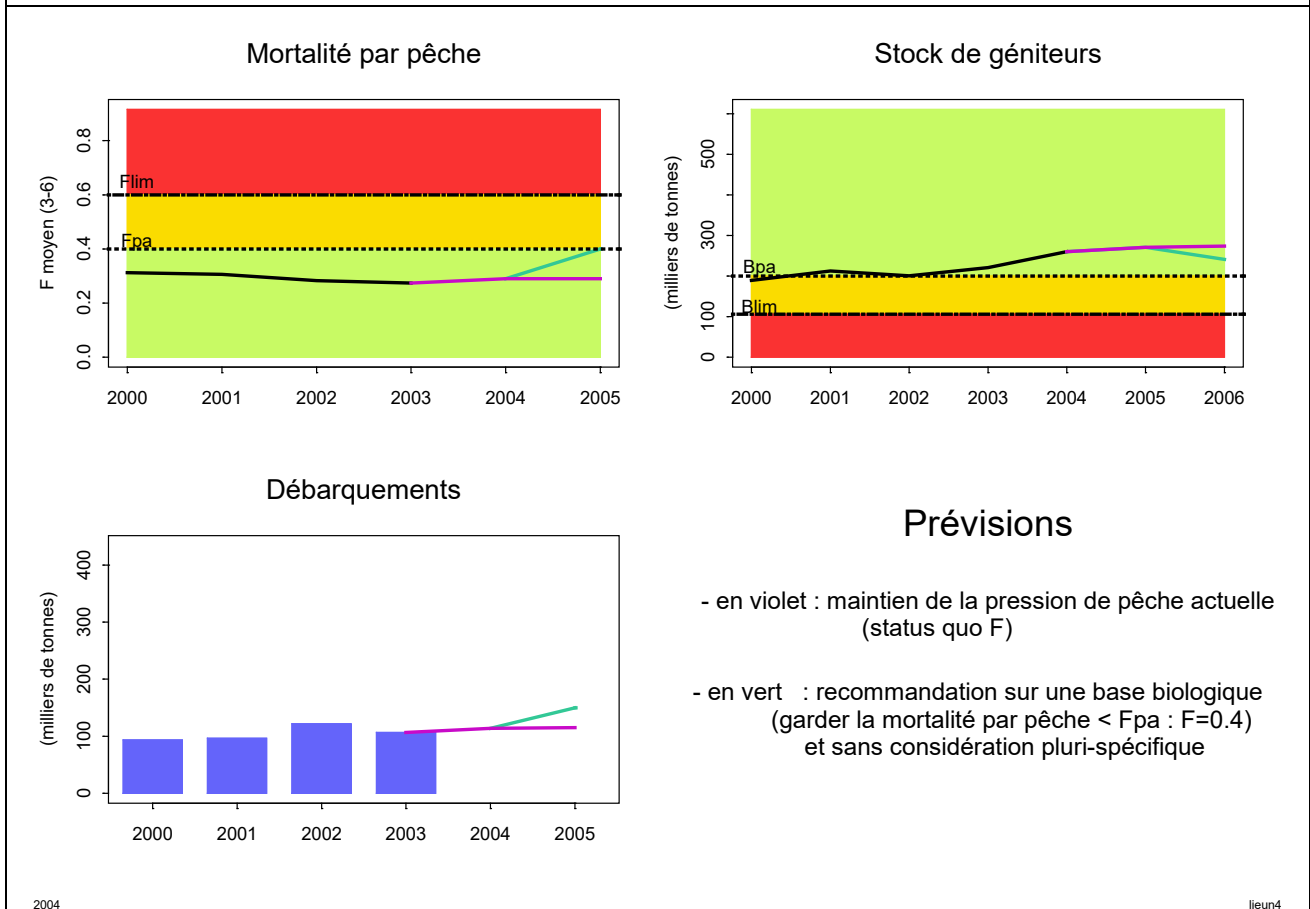 Mortalité par pêche
F moyen (3-6)
0.0 0.2 0.4 0.6 0.8
Flim
Fpa
2000 2001 2002 2003 2004 2005
Stock de géniteurs
(milliers de tonnes)
0 100 300 500
Bpa
Blim
2000 2001 2002 2003 2004 2005 2006
Débarquements
(milliers de tonnes)
0 100 200 300 400
2000 2001 2002 2003 2004 2005
Prévisions
- en violet : maintien de la pression de pêche actuelle
(status quo F)
- en vert : recommandation sur une base biologique
(garder la mortalité par pêche < Fpa : F=0.4)
et sans considération pluri-spécifique
2004
lieun4